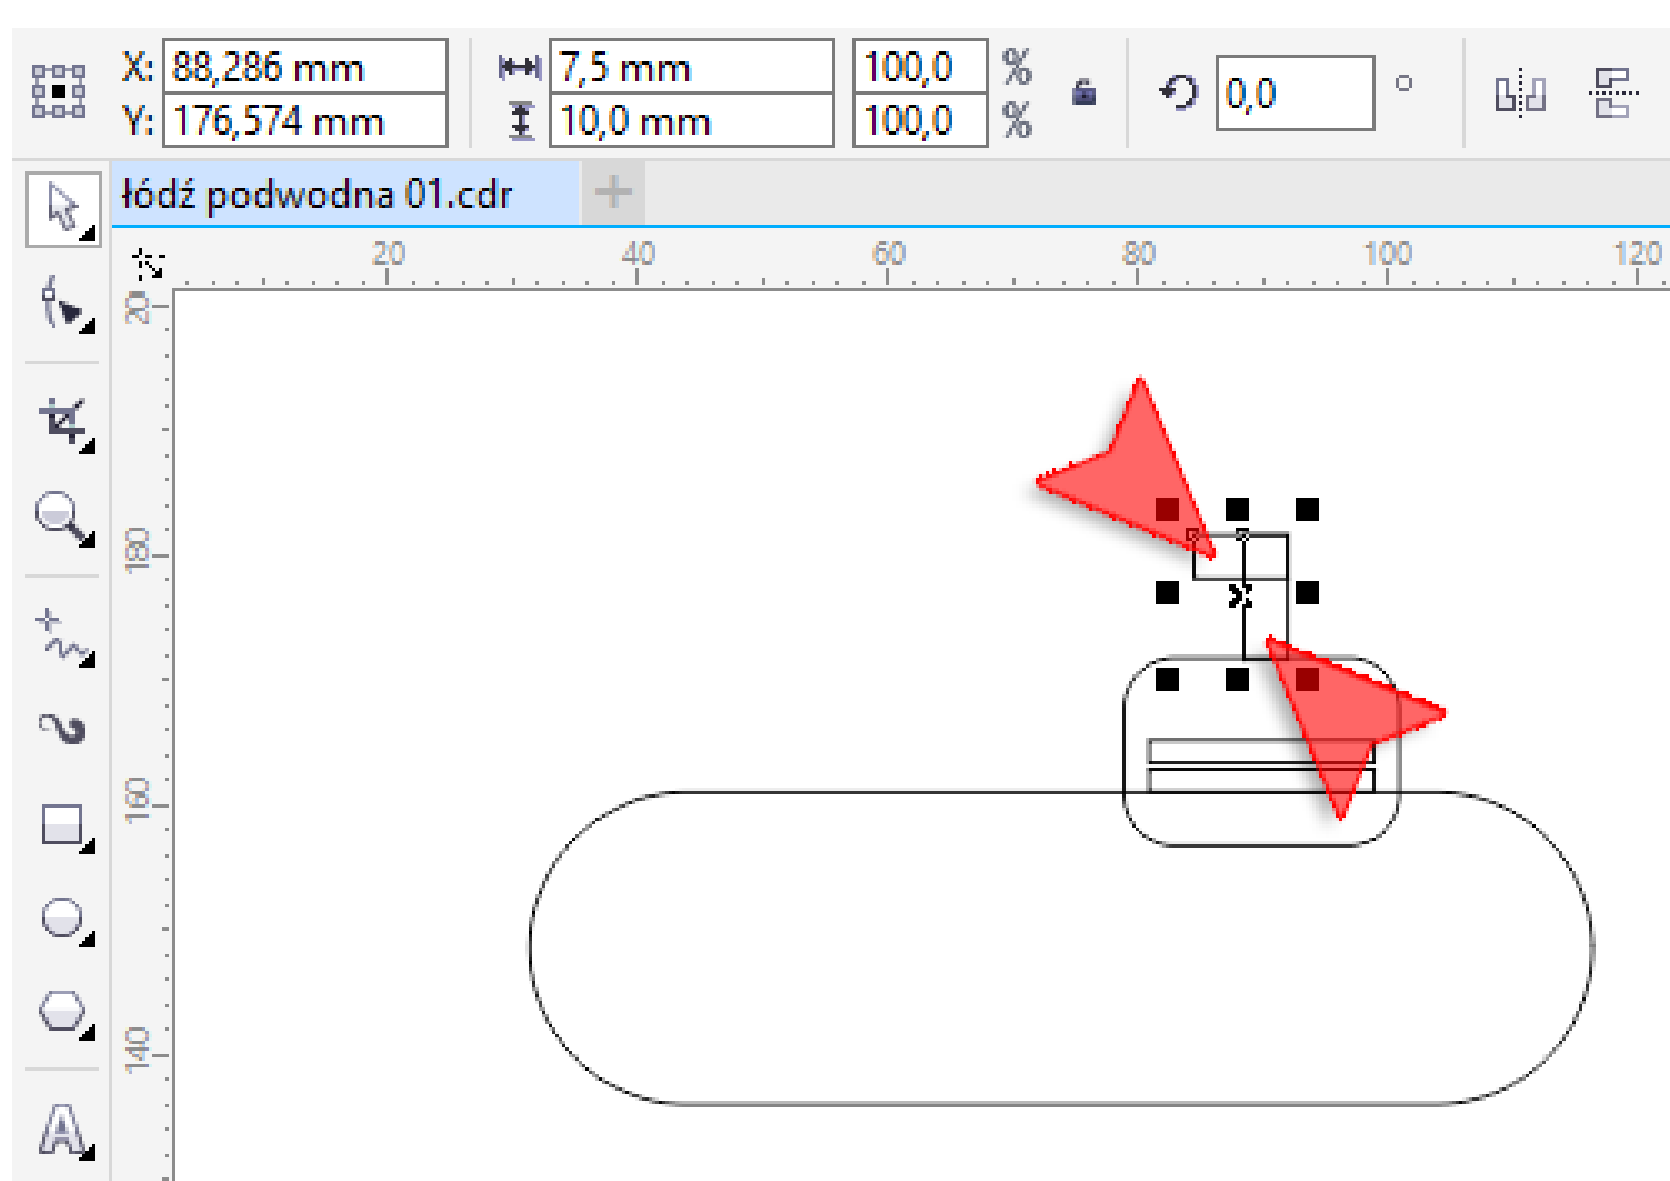 X: 88,286 mm 7,5 mm 100,0 %
Y: 176,574 mm 10,0 mm 100,0 % 0,0 °
łódź podwodna 01.cdr +
20 40 60 80 100 120
20
180
160
140
A